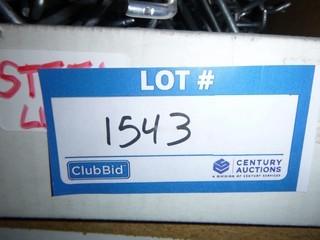 LOT #
1543
ClubBid
CENTURY
AUCTIONS
A DIVISION OF CENTURY SERVICES